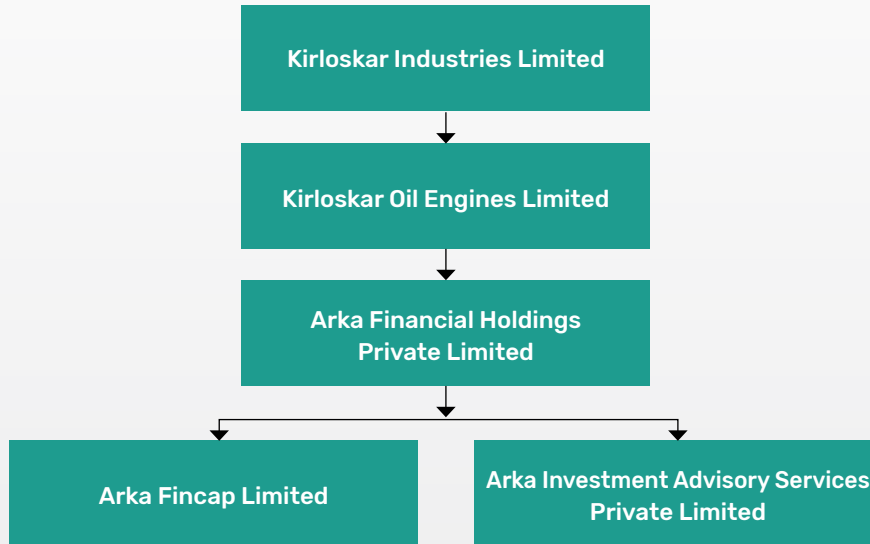 Kirloskar Industries Limited
Kirloskar Oil Engines Limited
Arka Financial Holdings
Private Limited
Arka Fincap Limited
Arka Investment Advisory Services
Private Limited